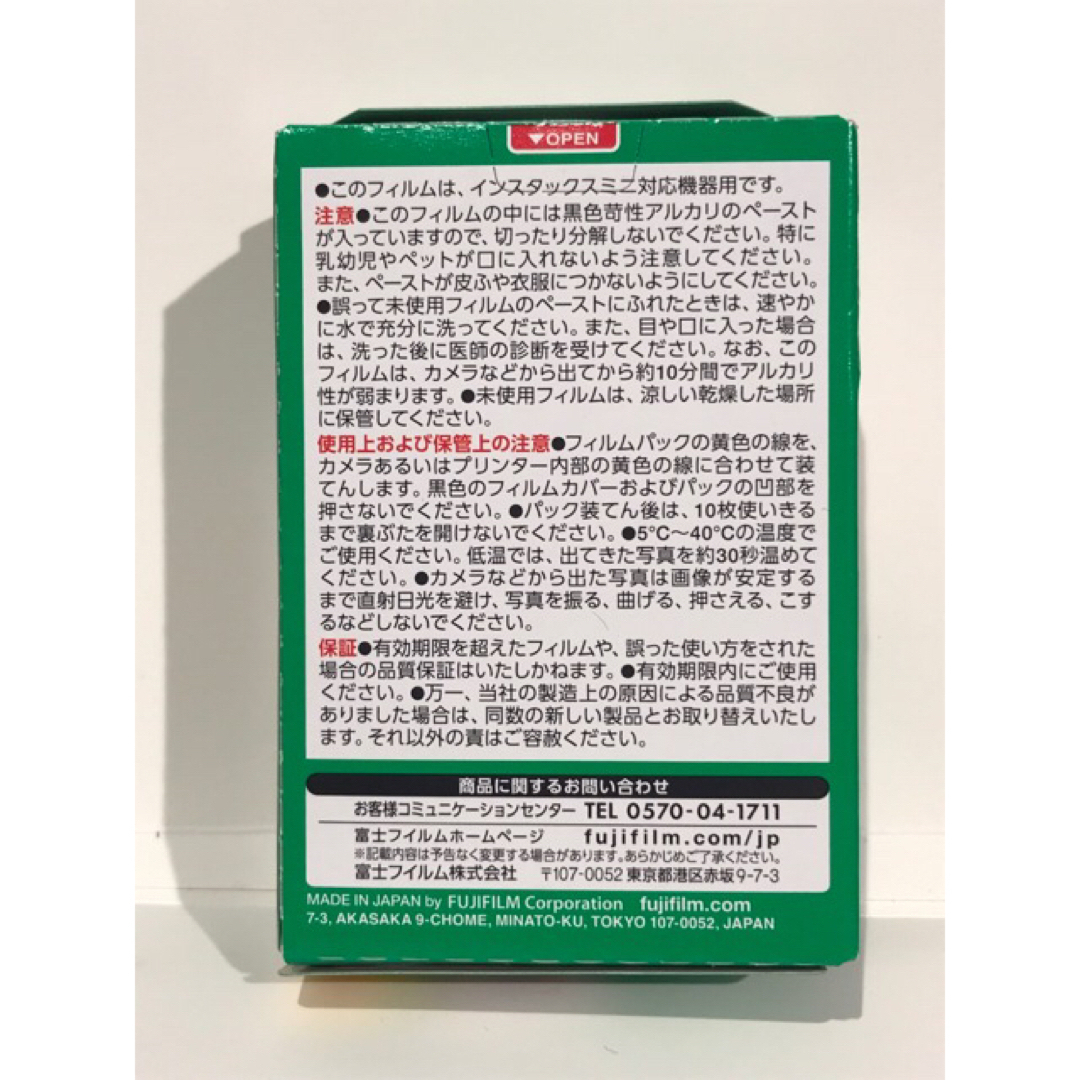 ▼OPEN
●このフィルムは、インスタックスミニ対応機器用です。
注意●このフィルムの中には黒色苛性アルカリのペースト
が入っていますので、切ったり分解しないでください。特に
乳幼児やペットが口に入れないよう注意してください。
また、ペーストが皮ふや衣服につかないようにしてください。
●誤って未使用フィルムのペーストにふれたときは、速やか
に水で充分に洗ってください。また、目や口に入った場合
は、洗った後に医師の診断を受けてください。なお、この
フィルムは、カメラなどから出てから約10分間でアルカリ
性が弱まります。●未使用フィルムは、涼しい乾燥した場所
に保管してください。
使用上および保管上の注意●フィルムパックの黄色の線を、
カメラあるいはプリンター内部の黄色の線に合わせて装
てんします。黒色のフィルムカバーおよびパックの凹部を
押さないでください。●パック装てん後は、10枚使いきる
まで裏ぶたを開けないでください。●5°C〜40°Cの温度で
ご使用ください。低温では、出てきた写真を約30秒温めて
ください。●カメラなどから出た写真は画像が安定する
まで直射日光を避け、写真を振る、曲げる、押さえる、こす
るなどしないでください。
保証●有効期限を超えたフィルムや、誤った使い方をされた
場合の品質保証はいたしかねます。●有効期限内にご使用
ください。●万一、当社の製造上の原因による品質不良が
ありました場合は、同数の新しい製品とお取り替えいたし
ます。それ以外の責はご容赦ください。
商品に関するお問い合わせ
お客様コミュニケーションセンター TEL 0570-04-1711
富士フイルムホームページ fujifilm.com/jp
※記載内容は予告なく変更する場合があります。あらかじめご了承ください。
富士フイルム株式会社 〒107-0052 東京都港区赤坂9-7-3
MADE IN JAPAN by FUJIFILM Corporation fujifilm.com
7-3, AKASAKA 9-CHOME, MINATO-KU, TOKYO 107-0052, JAPAN